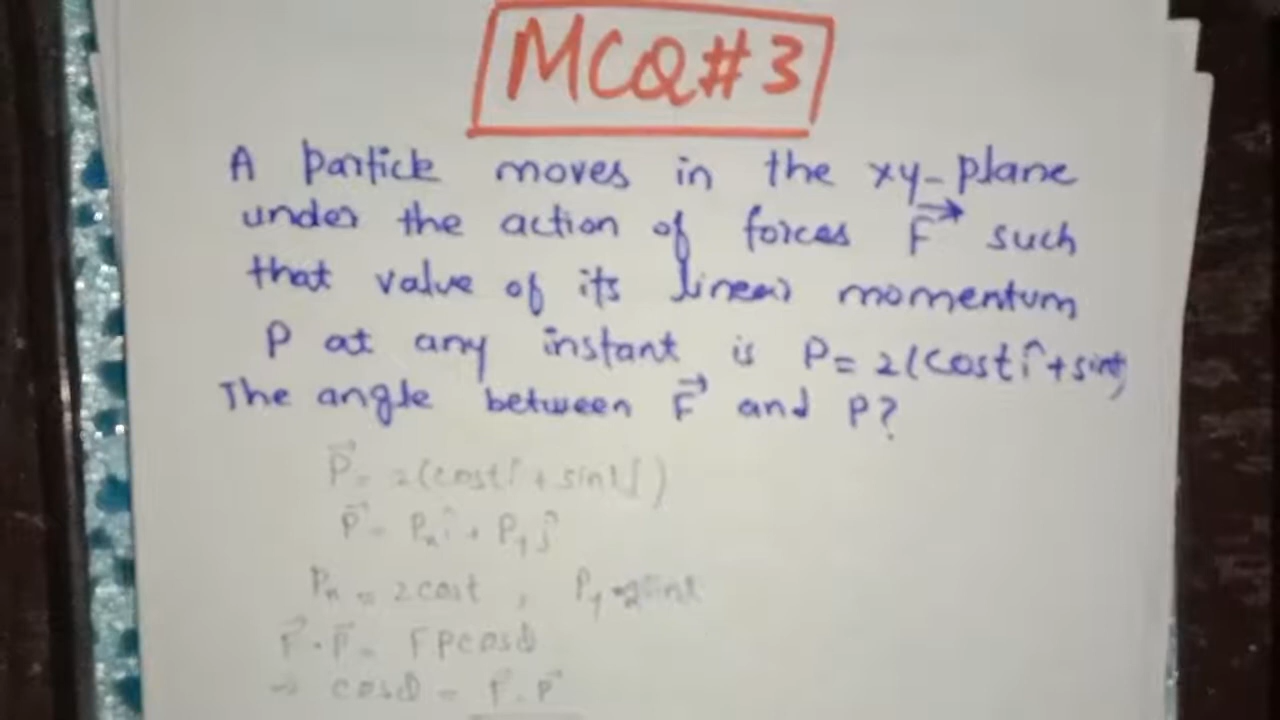 MCQ#3
A particle moves in the xy-plane
under the action of forces F⃗ such
that value of its linear momentum
P at any instant is P= 2(cost î + sint)
The angle between F⃗ and P?
P⃗ = 2(cost î + sint ĵ)
P⃗ = Pₓ î + Pᵧ ĵ
Pₓ = 2cost , Pᵧ = 2sint
F⃗ . P⃗ = FPcosθ
→ cosθ = F⃗ . P⃗